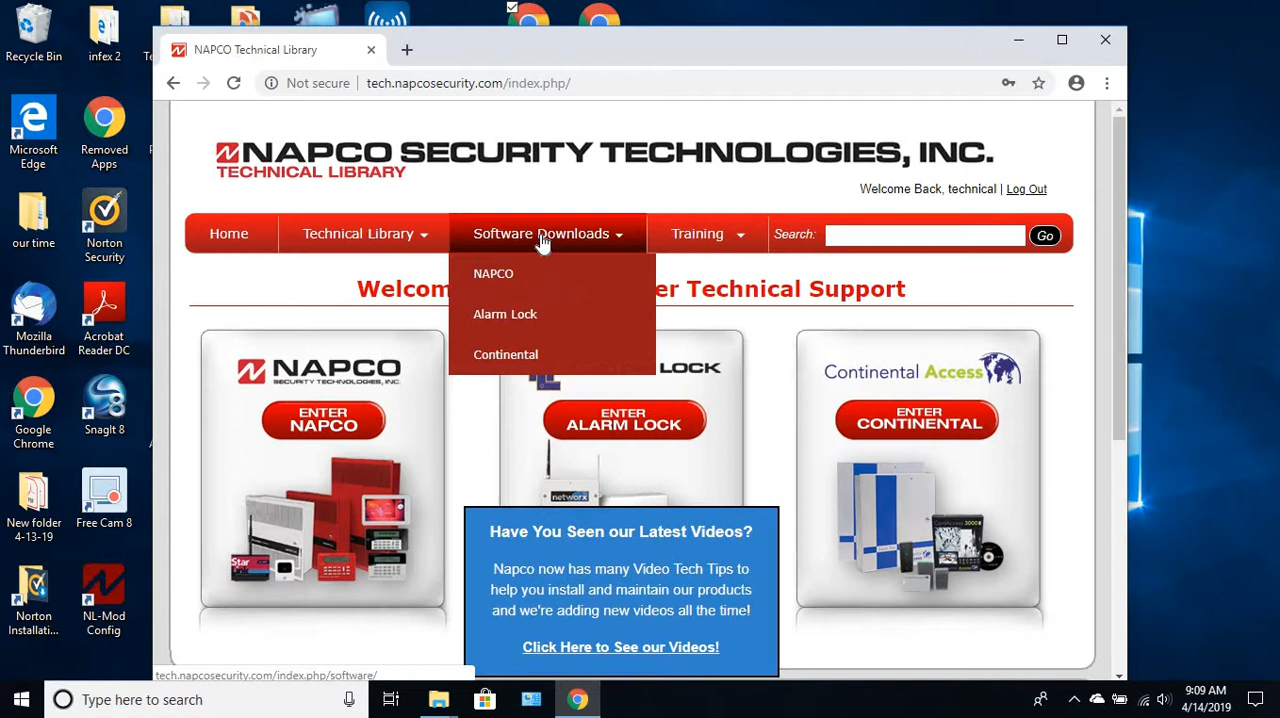 NAPCO Technical Library
Not secure
tech.napcosecurity.com/index.php/
NAPCO SECURITY TECHNOLOGIES, INC.
TECHNICAL LIBRARY
Welcome Back, technical | Log Out
Home
Technical Library
Software Downloads
Training
Search:
Go
NAPCO
Alarm Lock
Continental
Welcom
er Technical Support
NAPCO
SECURITY TECHNOLOGIES, INC.
ENTER
NAPCO
LOCK
ENTER
ALARM LOCK
networx
Continental Access
ENTER
CONTINENTAL
Have You Seen our Latest Videos?
Napco now has many Video Tech Tips to
help you install and maintain our products
and we're adding new videos all the time!
Click Here to See our Videos!
tech.napcosecurity.com/index.php/software/
Recycle Bin
infex 2
Microsoft
Edge
Removed
Apps
our time
Norton
Security
Mozilla
Thunderbird
Acrobat
Reader DC
Google
Chrome
SnagIt 8
New folder
4-13-19
Free Cam 8
Norton
Installati...
NL-Mod
Config
Type here to search
9:09 AM
4/14/2019